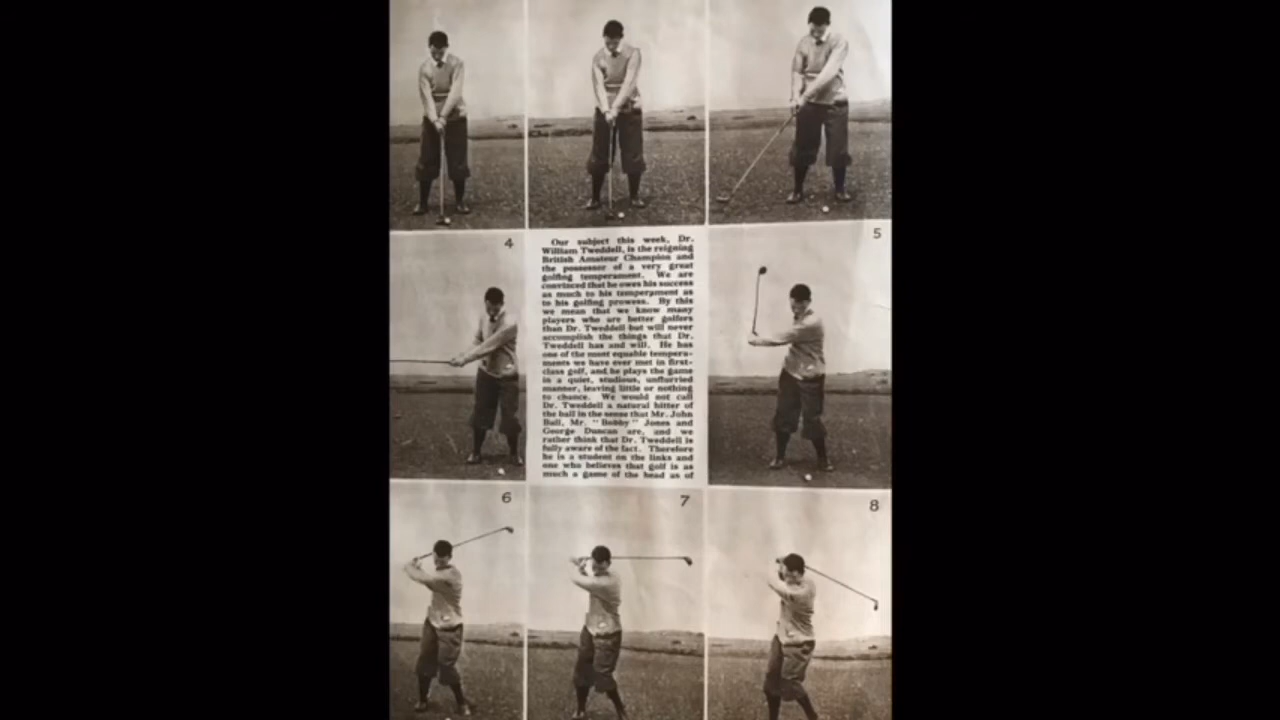 4
Our subject this week, Dr.
William Tweddell, is the reigning
British Amateur Champion and
the possessor of a very great
golfing temperament. We are
convinced that he owes his success
as much to his temperament as
to his golfing prowess. By this
we mean that we know many
players who are better golfers
than Dr. Tweddell but will never
accomplish the things that Dr.
Tweddell has and will. He has
one of the most equable tempera-
ments we have ever met in first-
class golf, and he plays the game
in a quiet, studious, unflurried
manner, leaving little or nothing
to chance. We would not call
Dr. Tweddell a natural hitter of
the ball in the sense that Mr. John
Ball, Mr. "Bobby" Jones and
George Duncan are, and we
rather think that Dr. Tweddell is
fully aware of the fact. Therefore
he is a student on the links and
one who believes that golf is as
much a game of the head as of
5
6
7
8